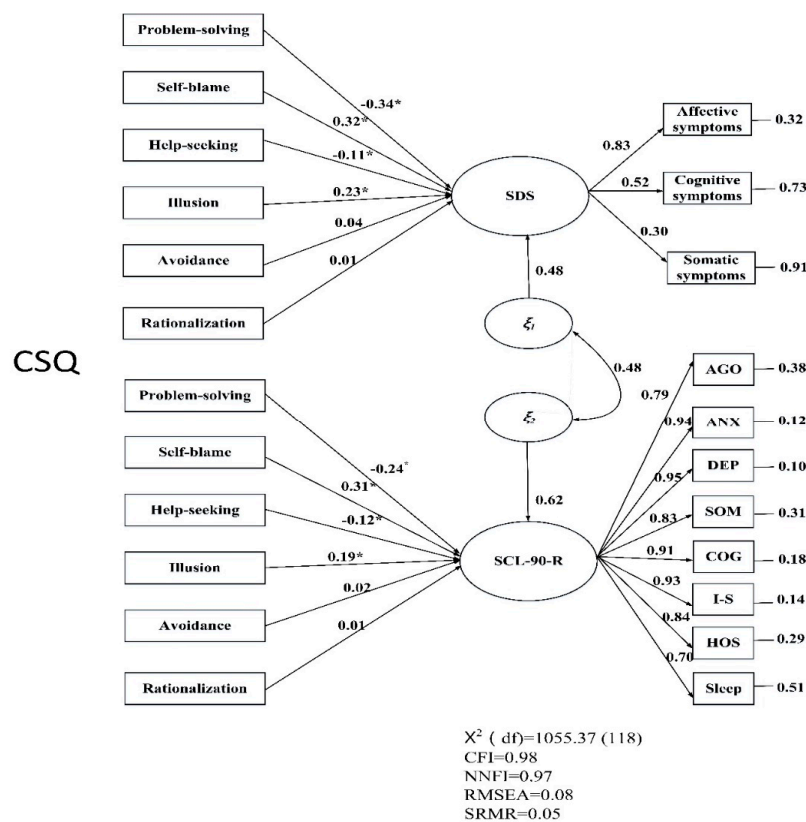 Problem-solving
Self-blame
Help-seeking
Illusion
Avoidance
Rationalization
-0.34*
0.32*
-0.11*
0.23*
0.04
0.01
SDS
0.83
0.52
0.30
Affective
symptoms
0.32
Cognitive
symptoms
0.73
Somatic
symptoms
0.91
0.48
ξ1
0.48
ξ2
0.62
CSQ
Problem-solving
Self-blame
Help-seeking
Illusion
Avoidance
Rationalization
-0.24*
0.31*
-0.12*
0.19*
0.02
0.01
SCL-90-R
0.79
0.94
0.95
0.83
0.91
0.93
0.84
0.70
AGO 0.38
ANX 0.12
DEP 0.10
SOM 0.31
COG 0.18
I-S 0.14
HOS 0.29
Sleep 0.51
X² ( df)=1055.37 (118)
CFI=0.98
NNFI=0.97
RMSEA=0.08
SRMR=0.05